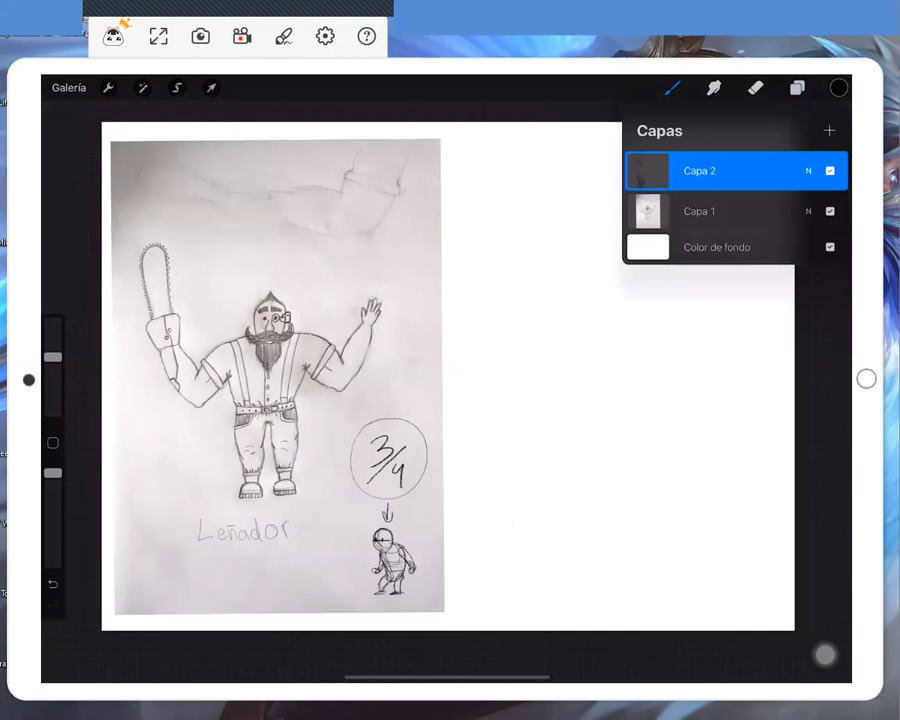 Galería
Capas
Capa 2
N
Capa 1
N
Color de fondo
3/4
Leñador